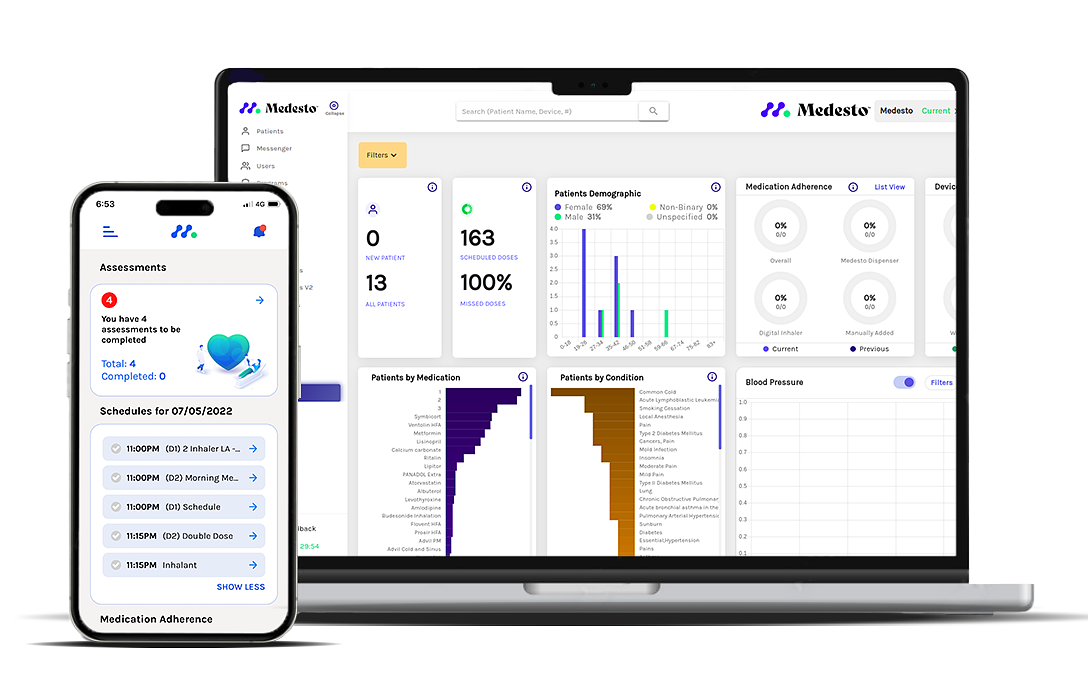 Medesto
Collapse
Search (Patient Name, Device, #)
Medesto
Medesto
Current
Patients
Messenger
Users
Filters
0
NEW PATIENT
13
ALL PATIENTS
163
SCHEDULED DOSES
100%
MISSED DOSES
Patients Demographic
Female 69%
Non-Binary 0%
Male 31%
Unspecified 0%
4.0
3.5
3.0
2.5
2.0
1.5
1.0
0.5
0
0-18
19-26
27-34
35-42
46-50
51-58
59-66
67-74
75-82
83+
Medication Adherence
List View
0%
0/0
Overall
0%
0/0
Medesto Dispenser
0%
0/0
Digital Inhaler
0%
0/0
Manually Added
Current
Previous
Devic
Patients by Medication
1
2
3
Symbicort
Ventolin HFA
Metformin
Lisinopril
Calcium carbonate
Ritalin
Lipitor
PANADOL Extra
Atorvastatin
Albuterol
Levothyroxine
Amlodipine
Budesonide Inhalation
Flovent HFA
Proair HFA
Advil PM
Advil Cold and Sinus
Patients by Condition
Common Cold
Acute Lymphoblastic Leukemi
Smoking Cessation
Local Anesthesia
Pain
Type 2 Diabetes Mellitus
Cancers, Pain
Mold Infection
Insomnia
Moderate Pain
Mild Pain
Type II Diabetes Mellitus
Lung
Chronic Obstructive Pulmonar
Acute bronchial asthma in the
Pulmonary Arterial Hypertensi
Sunburn
Diabetes
Essential,Hypertension
Pains
Blood Pressure
Filters
1.0
0.9
0.8
0.7
0.6
0.5
0.4
0.3
0.2
0.1
s V2
lback
29:54
6:53
4G
Assessments
4
You have 4
assessments to be
completed
Total: 4
Completed: 0
Schedules for 07/05/2022
11:00PM (D1) 2 Inhaler LA -...
11:00PM (D2) Morning Me...
11:00PM (D1) Schedule
11:15PM (D2) Double Dose
11:15PM Inhalant
SHOW LESS
Medication Adherence